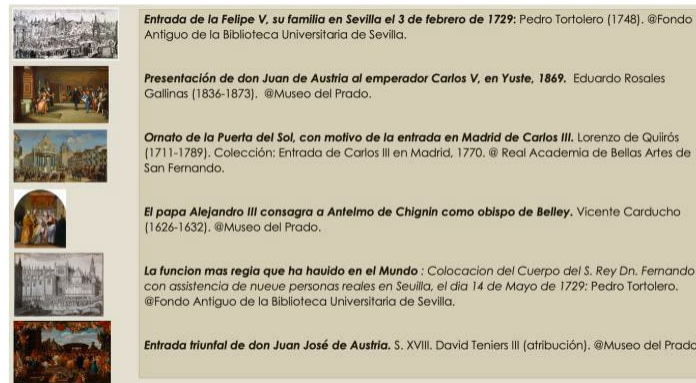 Entrada de la Felipe V, su familia en Sevilla el 3 de febrero de 1729: Pedro Tortolero (1748). @Fondo
Antiguo de la Biblioteca Universitaria de Sevilla.
Presentación de don Juan de Austria al emperador Carlos V, en Yuste, 1869. Eduardo Rosales
Gallinas (1836-1873). @Museo del Prado.
Ornato de la Puerta del Sol, con motivo de la entrada en Madrid de Carlos III. Lorenzo de Quiirós
(1711-1789). Colección: Entrada de Carlos III en Madrid, 1770. @ Real Academia de Bellas Artes de
San Fernando.
El papa Alejandro III consagra a Antelmo de Chignin como obispo de Belley. Vicente Carducho
(1626-1632). @Museo del Prado.
La funcion mas regia que ha hauido en el Mundo : Colocacion del Cuerpo del S. Rey Dn. Fernando
con assistencia de nueue personas reales en Seuilla, el dia 14 de Mayo de 1729: Pedro Tortolero.
@Fondo Antiguo de la Biblioteca Universitaria de Sevilla.
Entrada triunfal de don Juan José de Austria. S. XVIII. David Teniers III (atribución). @Museo del Prado